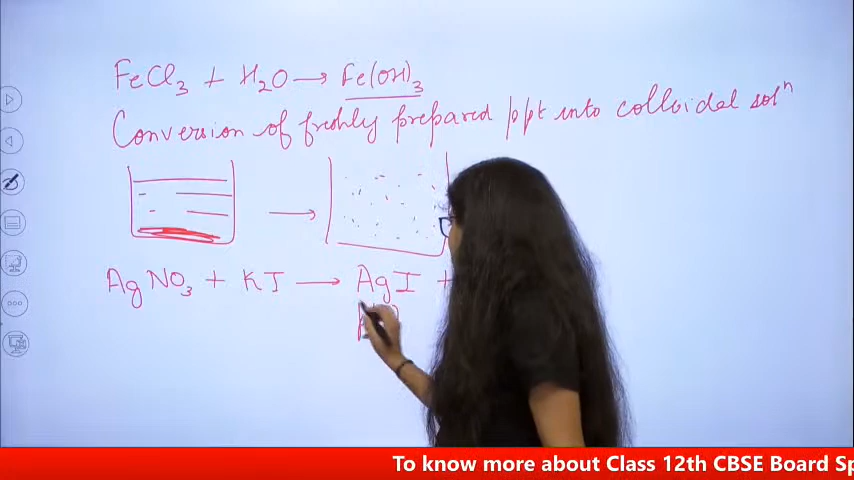 FeCl₃ + H₂O → Fe(OH)₃
Conversion of freshly prepared ppt into colloidal solⁿ
AgNO₃ + KI → AgI +
To know more about Class 12th CBSE Board Sp